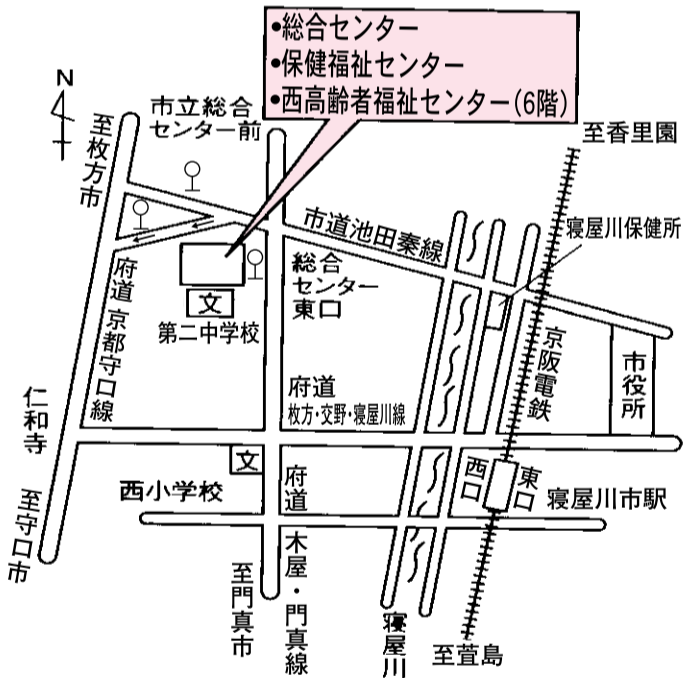 •総合センター
•保健福祉センター
•西高齢者福祉センター(6階)
N
市立総合
センター前
至枚方市
至香里園
市道池田秦線
寝屋川保健所
総合
センター
東口
文
第二中学校
府道 京都守口線
京阪電鉄
市役所
府道
枚方・交野・寝屋川線
仁和寺
文
西小学校
府道 木屋・門真線
西口
東口
寝屋川市駅
至守口市
至門真市
寝屋川
至萱島